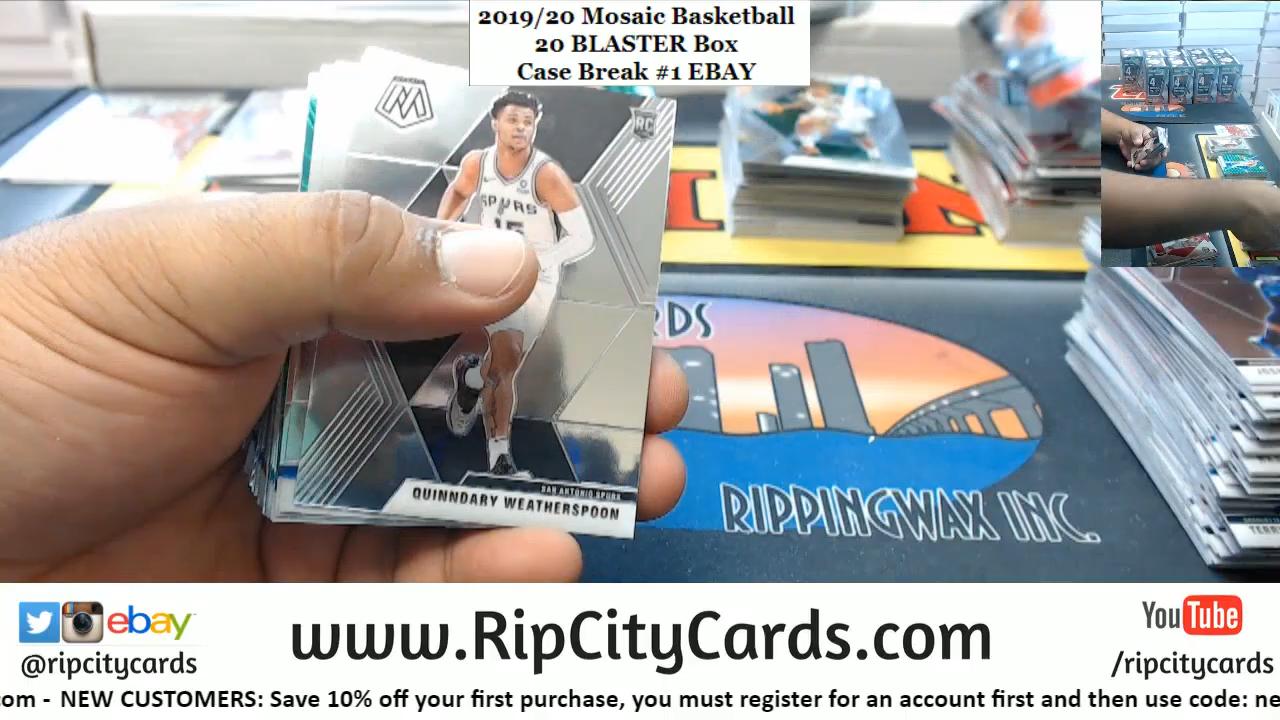 2019/20 Mosaic Basketball
20 BLASTER Box
Case Break #1 EBAY
RC
SPURS
15
SAN ANTONIO SPURS
QUINNDARY WEATHERSPOON
RIPPINGWAX INC.
ebay
@ripcitycards
www.RipCityCards.com
YouTube
/ripcitycards
com - NEW CUSTOMERS: Save 10% off your first purchase, you must register for an account first and then use code: ne